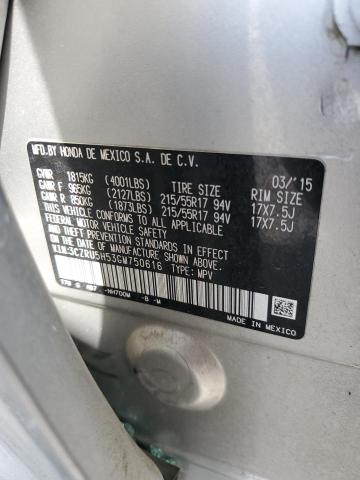 MFD.BY HONDA DE MEXICO S.A. DE C.V.
03/'15
GVWR 1815KG (4001LBS) TIRE SIZE RIM SIZE
GAWR F 965KG (2127LBS) 215/55R17 94V 17X7.5J
GAWR R 850KG (1873LBS) 215/55R17 94V 17X7.5J
THIS VEHICLE CONFORMS TO ALL APPLICABLE
FEDERAL MOTOR VEHICLE SAFETY AND
THEFT PREVENTION STANDARDS IN EFFECT ON
THE DATE OF MANUFACTURE SHOWN ABOVE.
V.I.N:3CZRU5H53GM750616 TYPE: MPV
-NH700M -B -M
MADE IN MEXICO